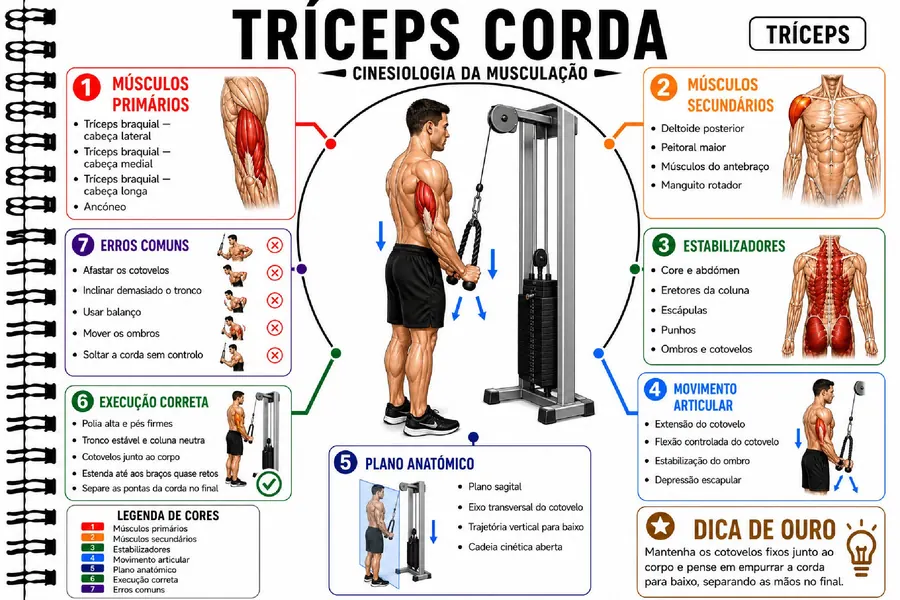 TRÍCEPS CORDA
CINESIOLOGIA DA MUSCULAÇÃO
TRÍCEPS
1 MÚSCULOS
PRIMÁRIOS
• Tríceps braquial —
cabeça lateral
• Tríceps braquial —
cabeça medial
• Tríceps braquial —
cabeça longa
• Ancóneo
2 MÚSCULOS
SECUNDÁRIOS
• Deltoide posterior
• Peitoral maior
• Músculos do antebraço
• Manguito rotador
3 ESTABILIZADORES
• Core e abdómen
• Eretores da coluna
• Escápulas
• Punhos
• Ombros e cotovelos
4 MOVIMENTO
ARTICULAR
• Extensão do cotovelo
• Flexão controlada do cotovelo
• Estabilização do ombro
• Depressão escapular
5 PLANO ANATÓMICO
• Plano sagital
• Eixo transversal do cotovelo
• Trajetória vertical para baixo
• Cadeia cinética aberta
6 EXECUÇÃO CORRETA
• Polia alta e pés firmes
• Tronco estável e coluna neutra
• Cotovelos junto ao corpo
• Estenda até aos braços quase retos
• Separe as pontas da corda no final
7 ERROS COMUNS
• Afastar os cotovelos
• Inclinar demasiado o tronco
• Usar balanço
• Mover os ombros
• Soltar a corda sem controlo
LEGENDA DE CORES
1 Músculos primários
2 Músculos secundários
3 Estabilizadores
4 Movimento articular
5 Plano anatómico
6 Execução correta
7 Erros comuns
DICA DE OURO
Mantenha os cotovelos fixos junto ao
corpo e pense em empurrar a corda
para baixo, separando as mãos no final.